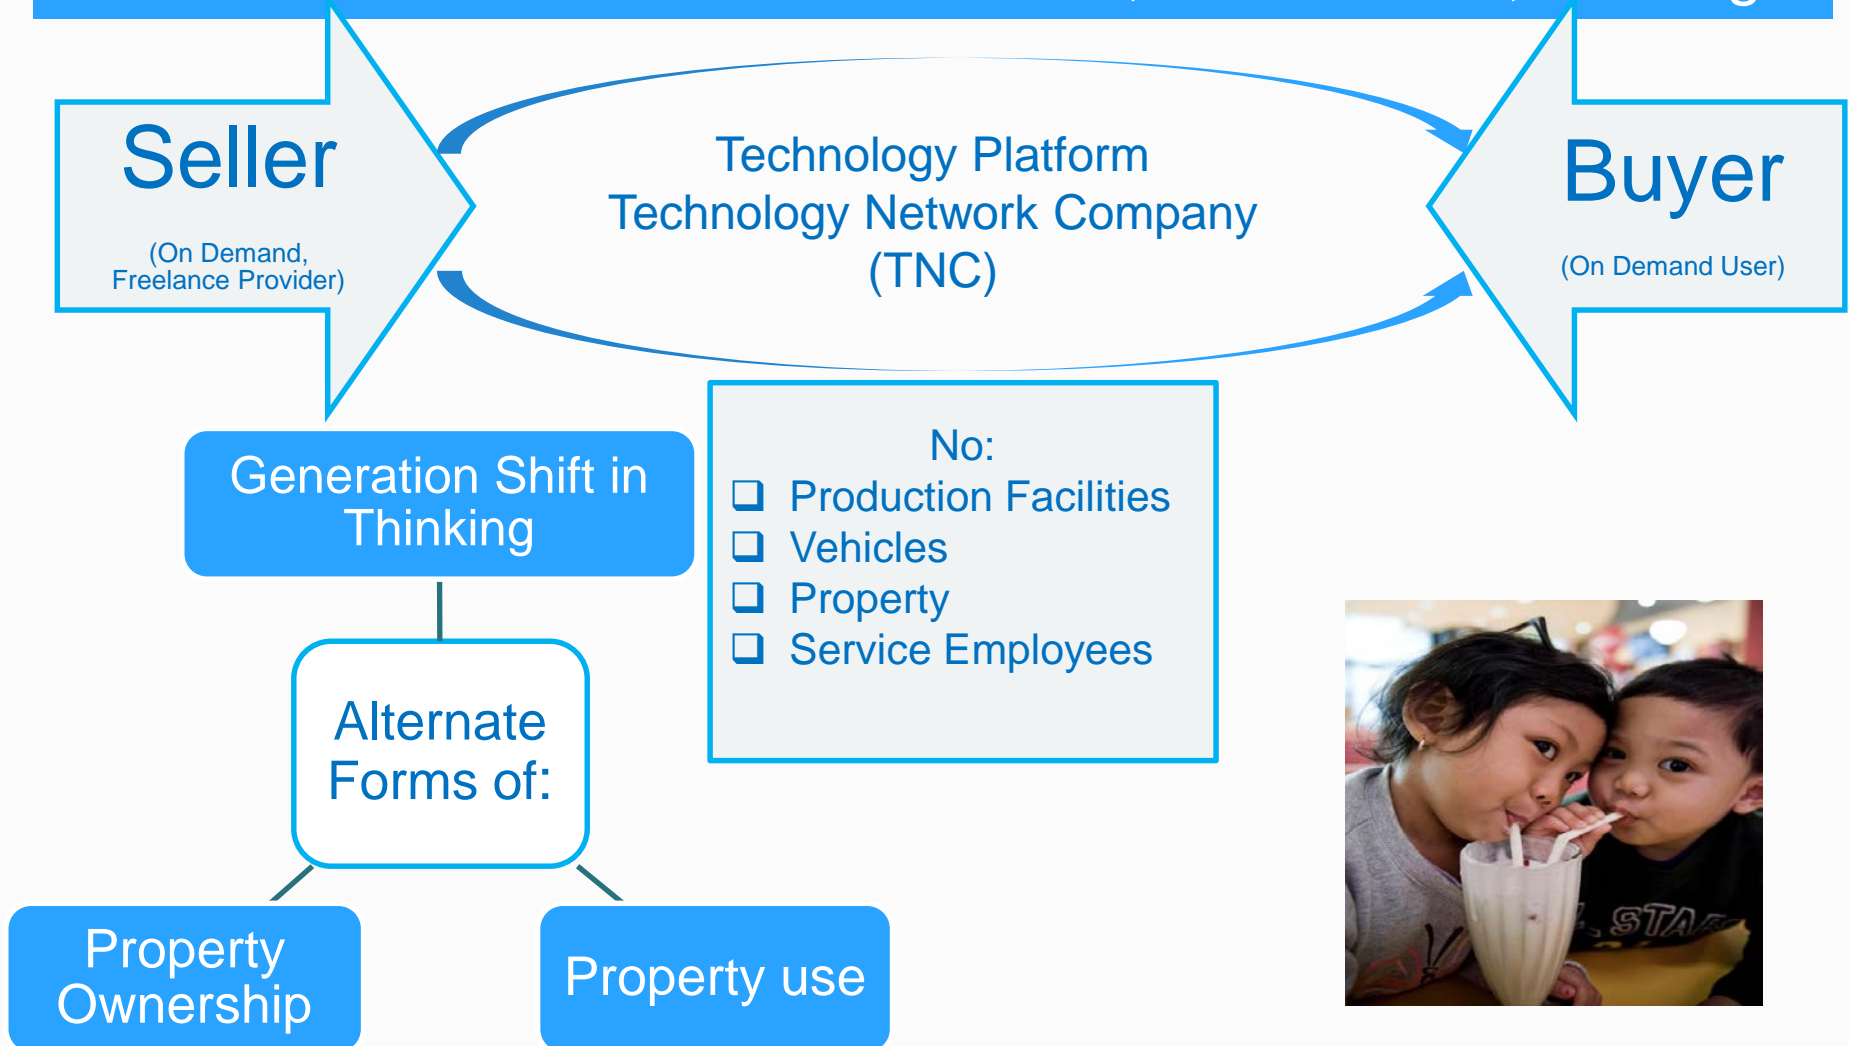 Seller
(On Demand,
Freelance Provider)
Technology Platform
Technology Network Company
(TNC)
Buyer
(On Demand User)
Generation Shift in
Thinking
No:
❑ Production Facilities
❑ Vehicles
❑ Property
❑ Service Employees
Alternate
Forms of:
Property
Ownership
Property use